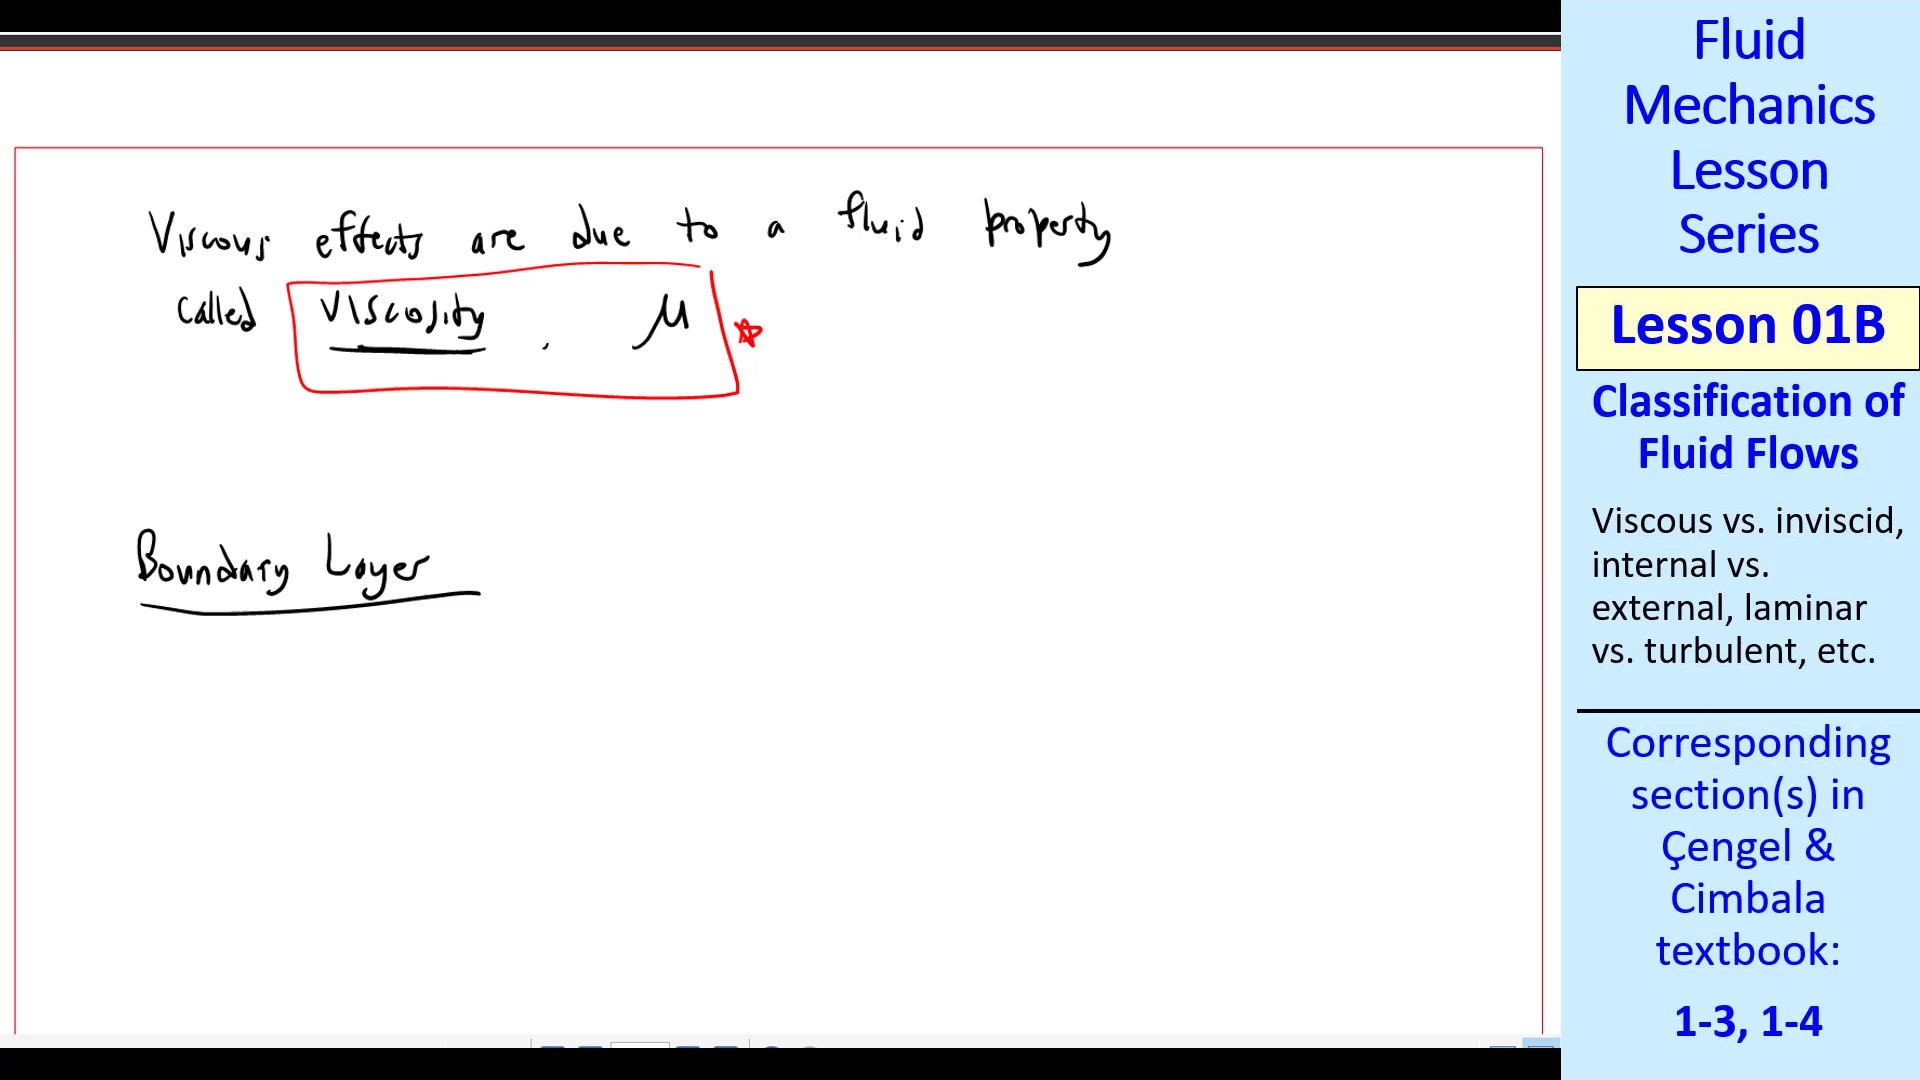 Viscous effects are due to a fluid property
called viscosity, μ
Boundary Layer
Fluid
Mechanics
Lesson
Series
Lesson 01B
Classification of
Fluid Flows
Viscous vs. inviscid,
internal vs.
external, laminar
vs. turbulent, etc.
Corresponding
section(s) in
Çengel &
Cimbala
textbook:
1-3, 1-4